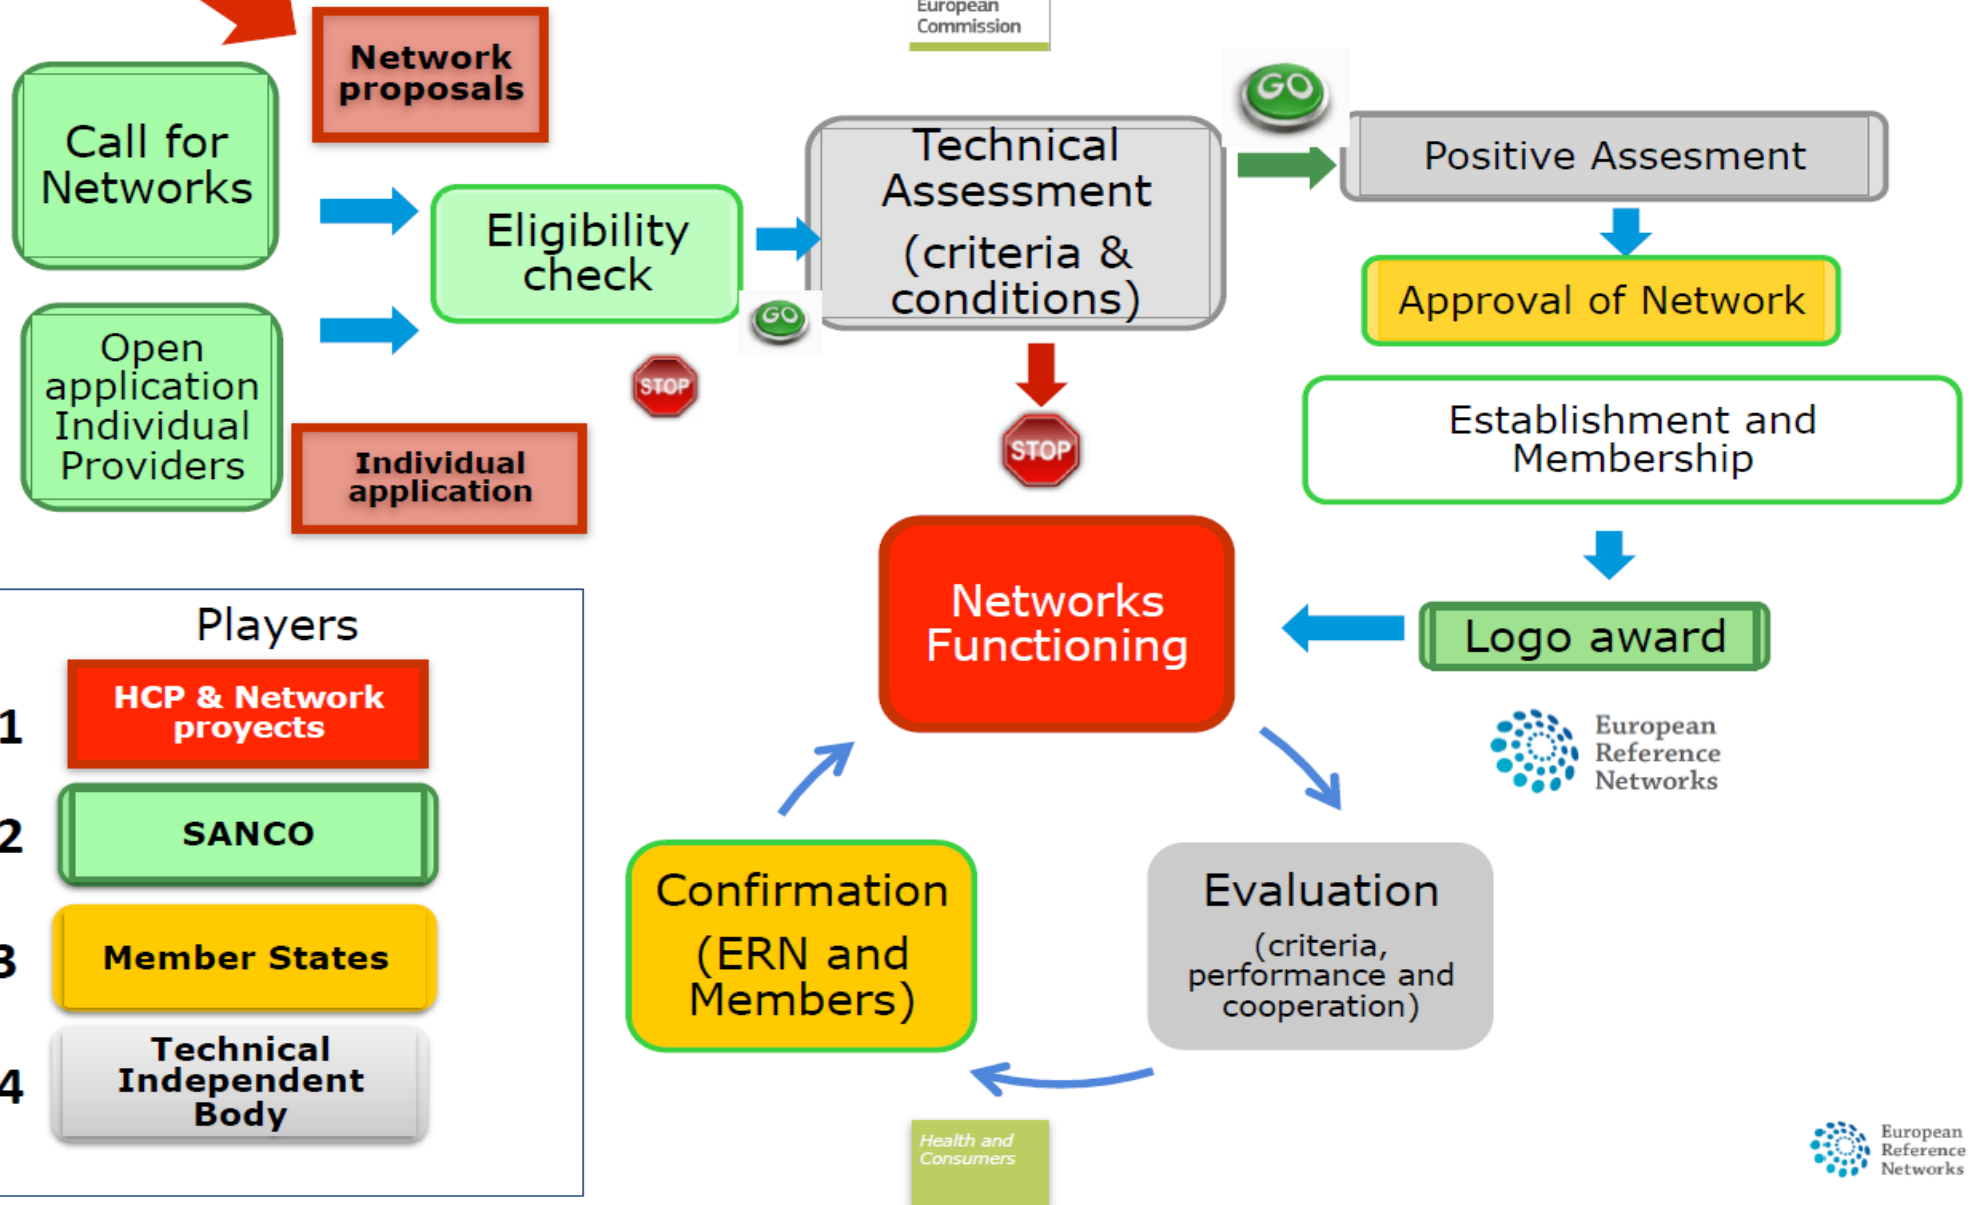 European
Commission
Network
proposals
Call for
Networks
GO
Technical
Assessment
(criteria &
conditions)
Positive Assesment
Eligibility
check
GO
Approval of Network
Open
application
Individual
Providers
STOP
STOP
Establishment and
Membership
Individual
application
Networks
Functioning
Logo award
European
Reference
Networks
Players
1
HCP & Network
proyects
2
SANCO
3
Member States
4
Technical
Independent
Body
Confirmation
(ERN and
Members)
Evaluation
(criteria,
performance and
cooperation)
Health and
Consumers
European
Reference
Networks